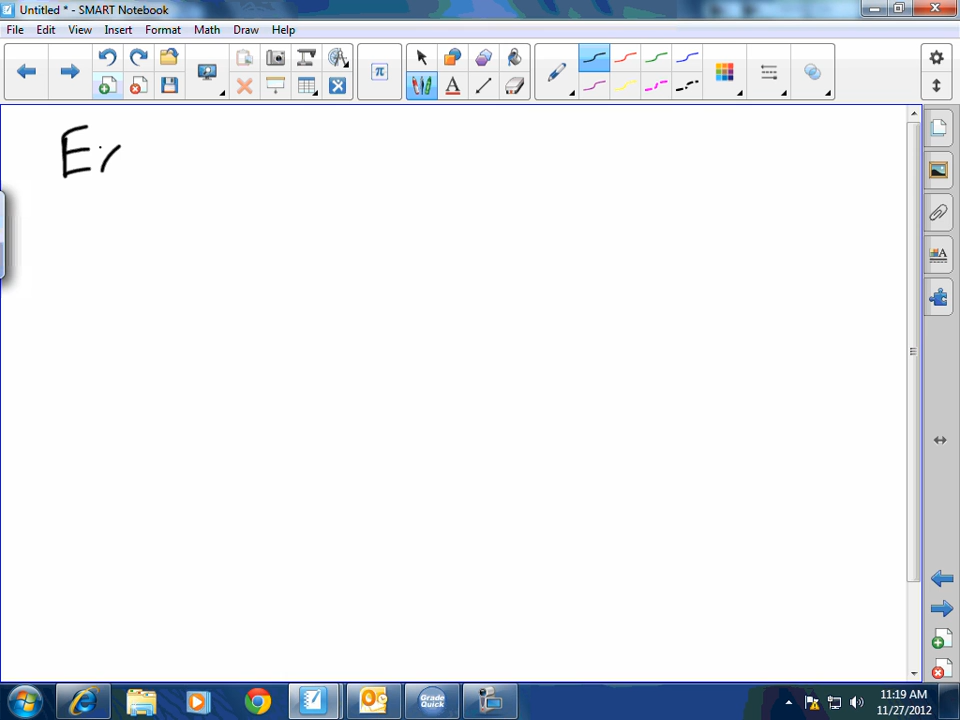 Untitled * - SMART Notebook
File Edit View Insert Format Math Draw Help
π
A
A
E
Grade Quick
11:19 AM
11/27/2012